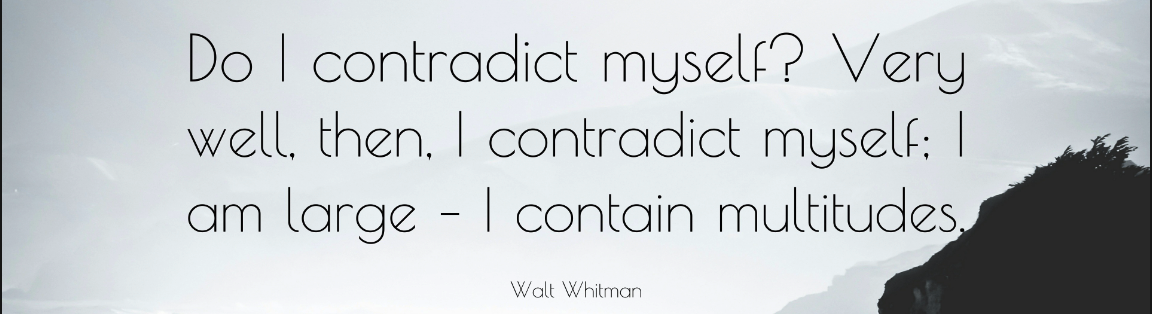 Do I contradict myself? Very
well, then, I contradict myself; I
am large – I contain multitudes.
Walt Whitman